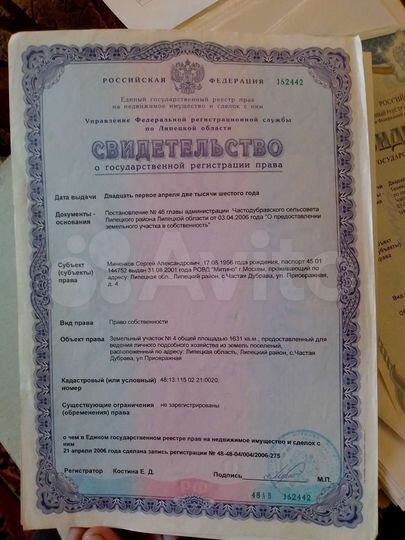 РОССИЙСКАЯ ФЕДЕРАЦИЯ 162442
Единый государственный реестр прав
на недвижимое имущество и сделок с ним
Управление Федеральной регистрационной службы
по Липецкой области
СВИДЕТЕЛЬСТВО
о государственной регистрации права
Дата выдачи Двадцать первое апреля две тысячи шестого года
Документы - основания Постановление № 46 главы администрации Частодубравского сельсовета
Липецкого района Липецкой области от 03.04.2006 года "О предоставлении
земельного участка в собственность"
Субъект (субъекты) права Сергей Александрович, 17.08.1956 года рождения, паспорт 45 01
144752 выдан 31.08.2001 года РОВД "Митино" г.Москвы, проживающий по
адресу: Липецкая обл., Липецкий район, с.Частая Дубрава, ул. Приовражная,
д. 4
Вид права Право собственности
Объект права Земельный участок № 4 общей площадью 1631 кв.м., предоставленный для
ведения личного подсобного хозяйства из земель поселений,
расположенный по адресу: Липецкая область, Липецкий район, с.Частая
Дубрава, ул.Приовражная
Кадастровый (или условный) номер 48:13:115 02 21:0020
Существующие ограничения (обременения) права не зарегистрированы
о чем в Едином государственном реестре прав на недвижимое имущество и сделок с
ним
21 апреля 2006 года сделана запись регистрации № 48-48-04/004/2006-275
Регистратор Костина Е. Д. Подпись М.П.
48 АВ 162442
Avito